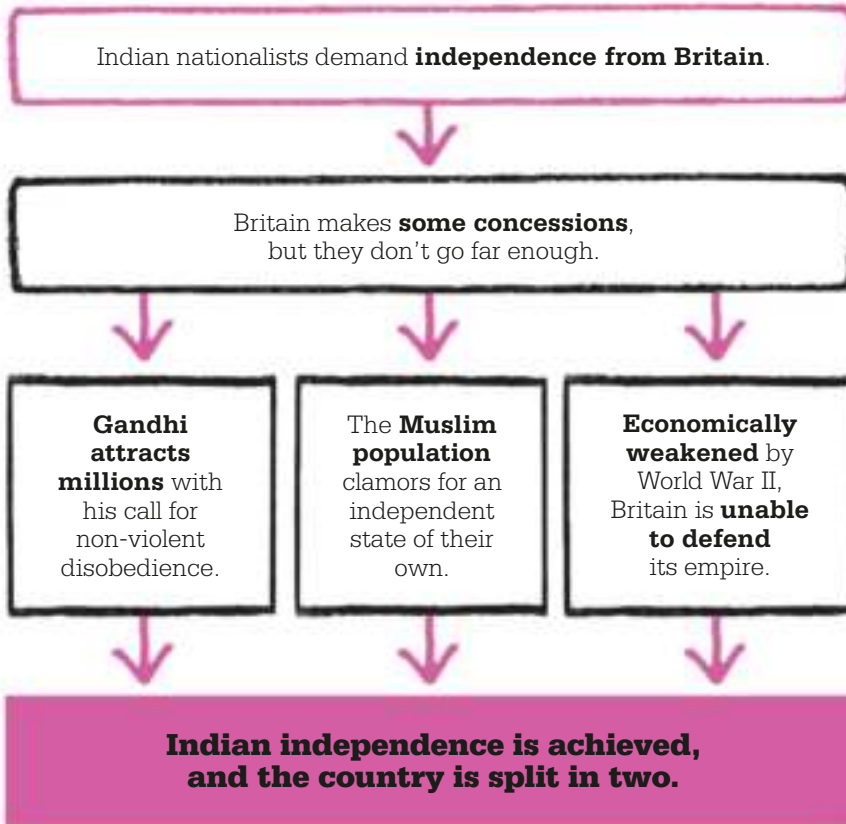 Indian nationalists demand independence from Britain.
Britain makes some concessions,
but they don't go far enough.
Gandhi
attracts
millions with
his call for
non-violent
disobedience.
The Muslim
population
clamors for an
independent
state of their
own.
Economically
weakened by
World War II,
Britain is unable
to defend
its empire.
Indian independence is achieved,
and the country is split in two.